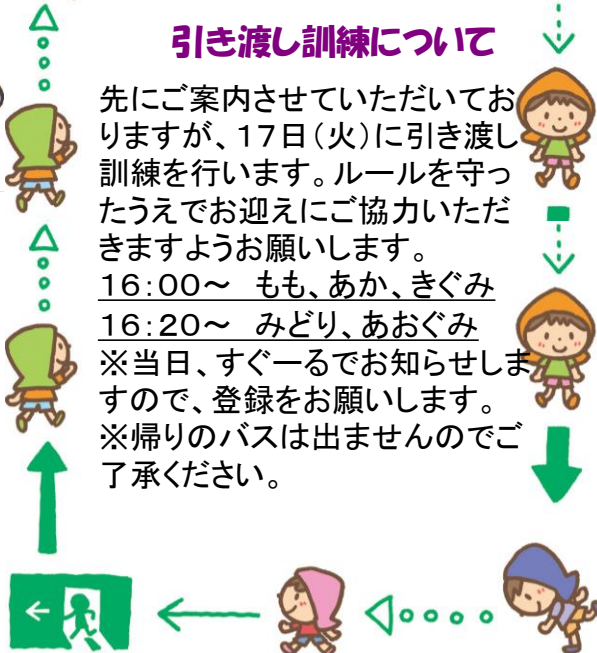 引き渡し訓練について
先にご案内させていただいてお
りますが、17日(火)に引き渡し
訓練を行います。ルールを守っ
たうえでお迎えにご協力いただ
きますようお願いします。
16:00~ もも、あか、きぐみ
16:20~ みどり、あおぐみ
※当日、すぐーるでお知らせしま
すので、登録をお願いします。
※帰りのバスは出ませんのでご
了承ください。